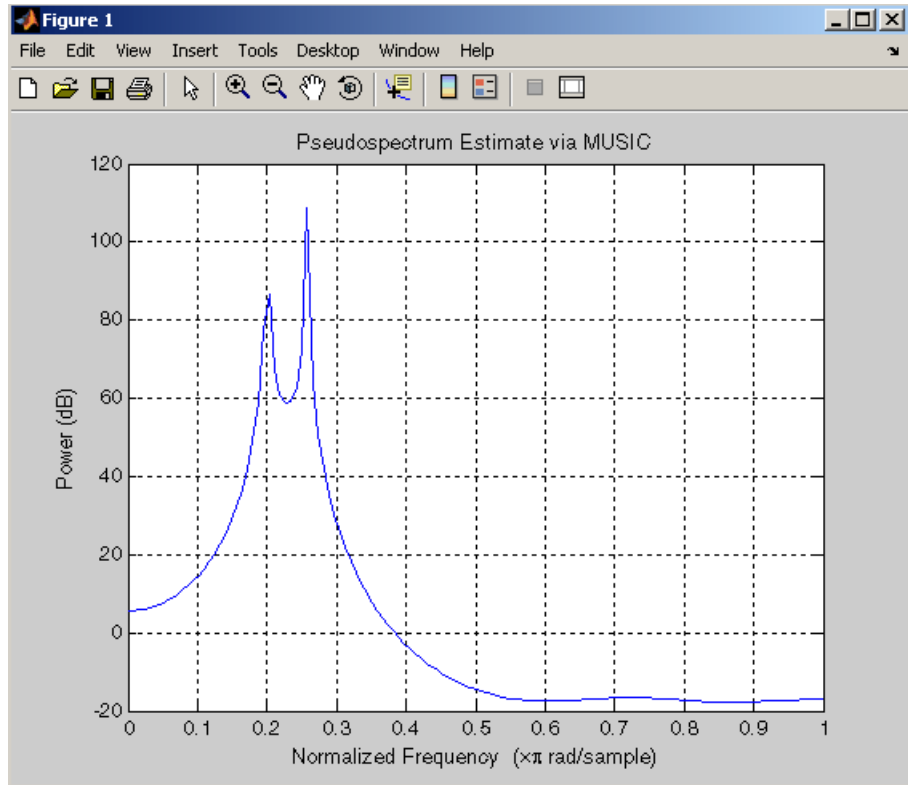 Figure 1
File Edit View Insert Tools Desktop Window Help
Pseudospectrum Estimate via MUSIC
120
100
80
60
40
20
0
-20
Power (dB)
0 0.1 0.2 0.3 0.4 0.5 0.6 0.7 0.8 0.9 1
Normalized Frequency (×π rad/sample)